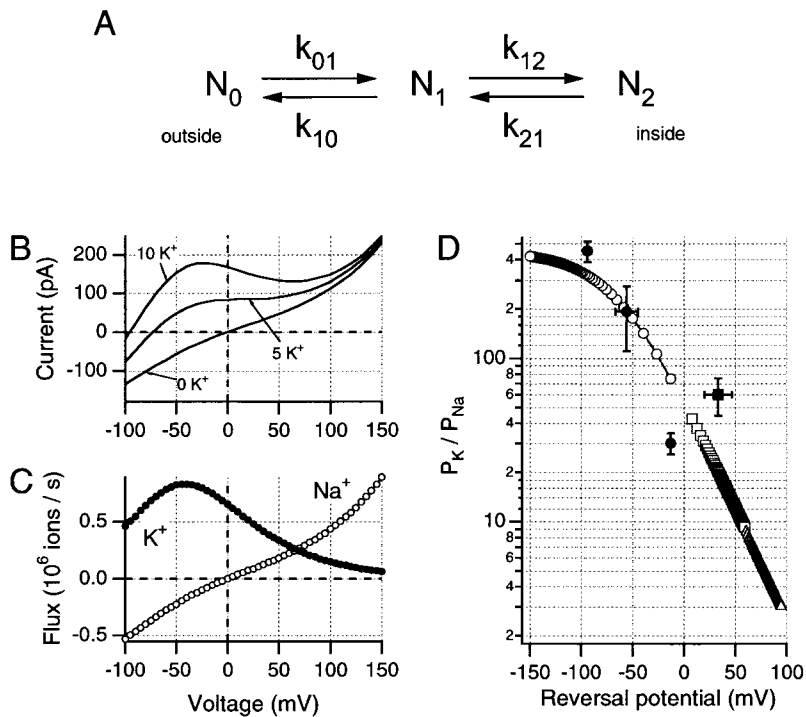 A
k01 k12
N0 N1 N2
outside k10 k21 inside
B
Current (pA)
200
100
0
-100
10 K+
5 K+
0 K+
-100 -50 0 50 100 150
C
Flux (10^6 ions / s)
0.5
0.0
-0.5
K+
Na+
-100 -50 0 50 100 150
Voltage (mV)
D
PK / PNa
4
2
100
8
6
4
2
10
8
6
4
2
-150 -100 -50 0 50 100
Reversal potential (mV)